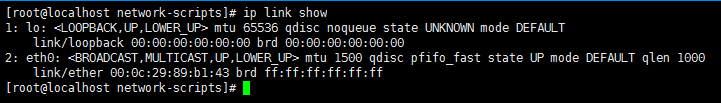 [root@localhost network-scripts]# ip link show
1: lo: <LOOPBACK,UP,LOWER_UP> mtu 65536 qdisc noqueue state UNKNOWN mode DEFAULT
    link/loopback 00:00:00:00:00:00 brd 00:00:00:00:00:00
2: eth0: <BROADCAST,MULTICAST,UP,LOWER_UP> mtu 1500 qdisc pfifo_fast state UP mode DEFAULT qlen 1000
    link/ether 00:0c:29:89:b1:43 brd ff:ff:ff:ff:ff:ff
[root@localhost network-scripts]#